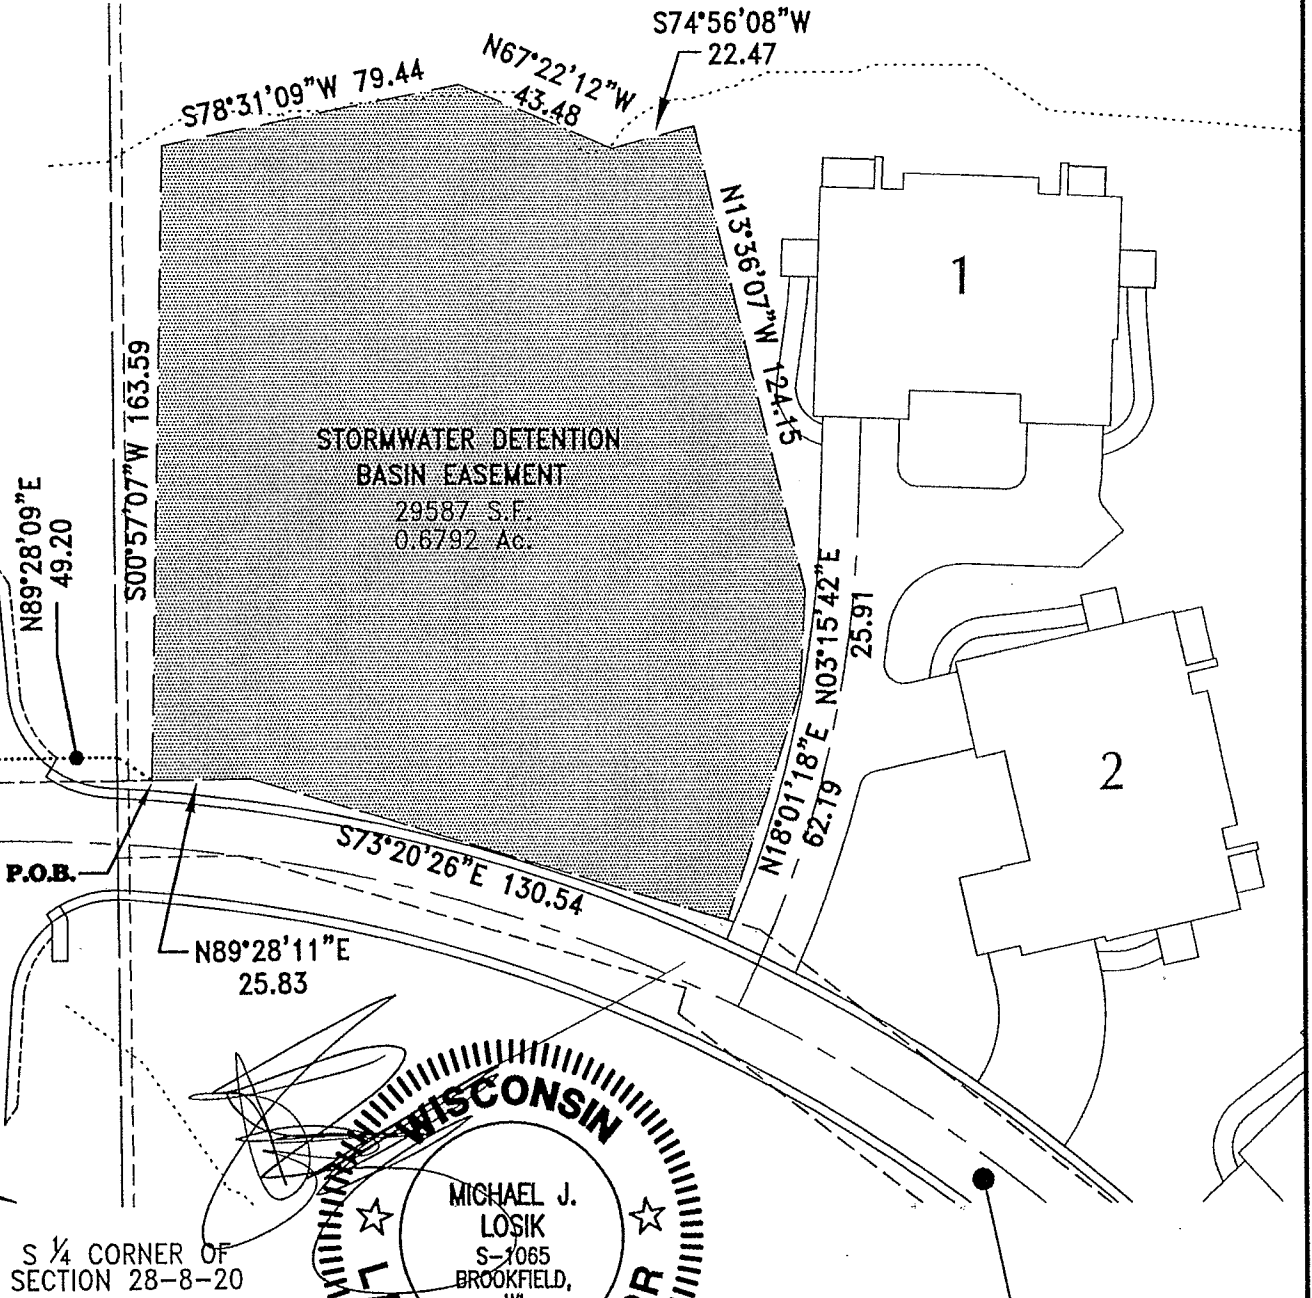 S74°56'08"W
22.47
N67°22'12"W
43.48
S78°31'09"W 79.44
N13°36'07"W 124.15
1
S00°57'07"W 163.59
STORMWATER DETENTION
BASIN EASEMENT
29587 S.F.
0.6792 Ac.
N89°28'09"E
49.20
N03°15'42"E
25.91
N18°01'18"E
62.19
2
P.O.B.
S73°20'26"E 130.54
N89°28'11"E
25.83
WISCONSIN
MICHAEL J.
LOSIK
S-1065
BROOKFIELD,
S ¼ CORNER OF
SECTION 28-8-20